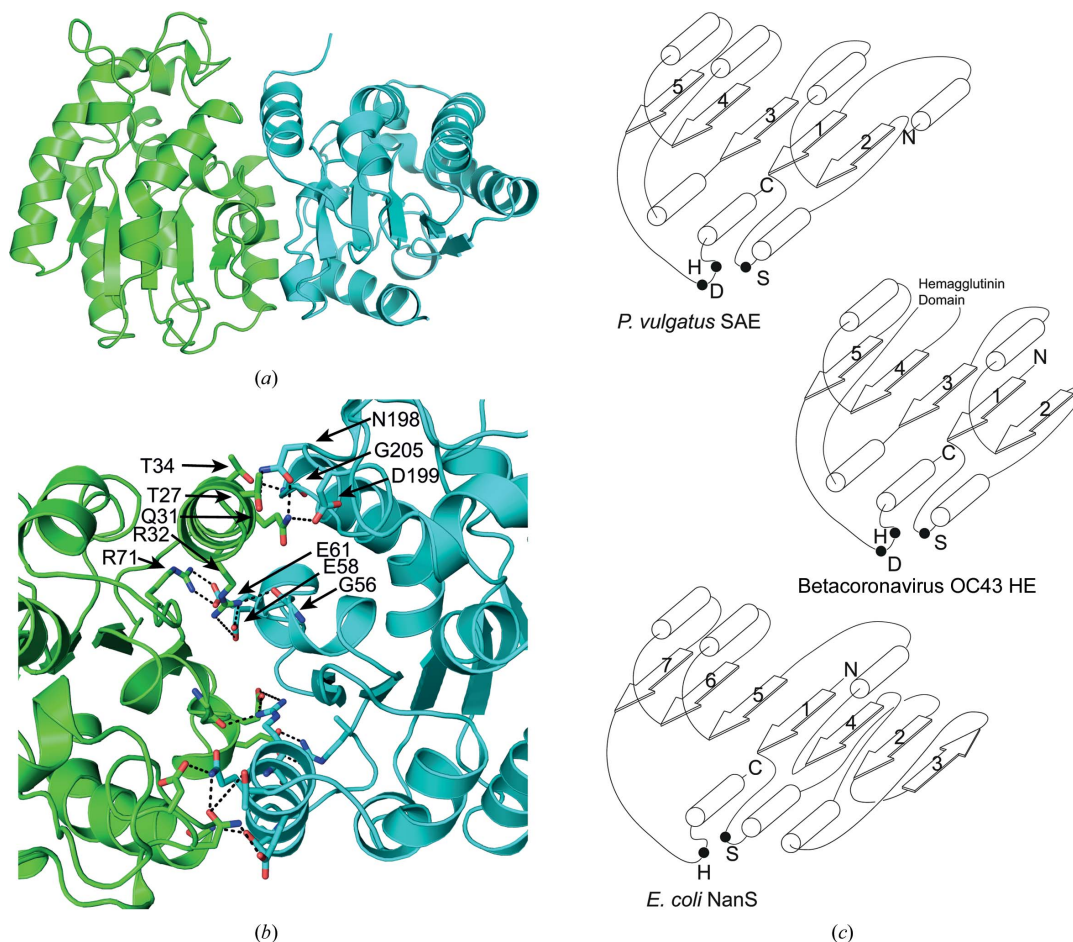 (a)
N198
G205
D199
T34
T27
Q31
R32
R71
E61
E58
G56
(b)
5
4
3
1
2
N
C
H
D
S
P. vulgatus SAE
Hemagglutinin
Domain
5
4
3
1
2
N
C
H
D
S
Betacoronavirus OC43 HE
7
6
5
1
4
2
3
N
C
H
S
E. coli NanS
(c)